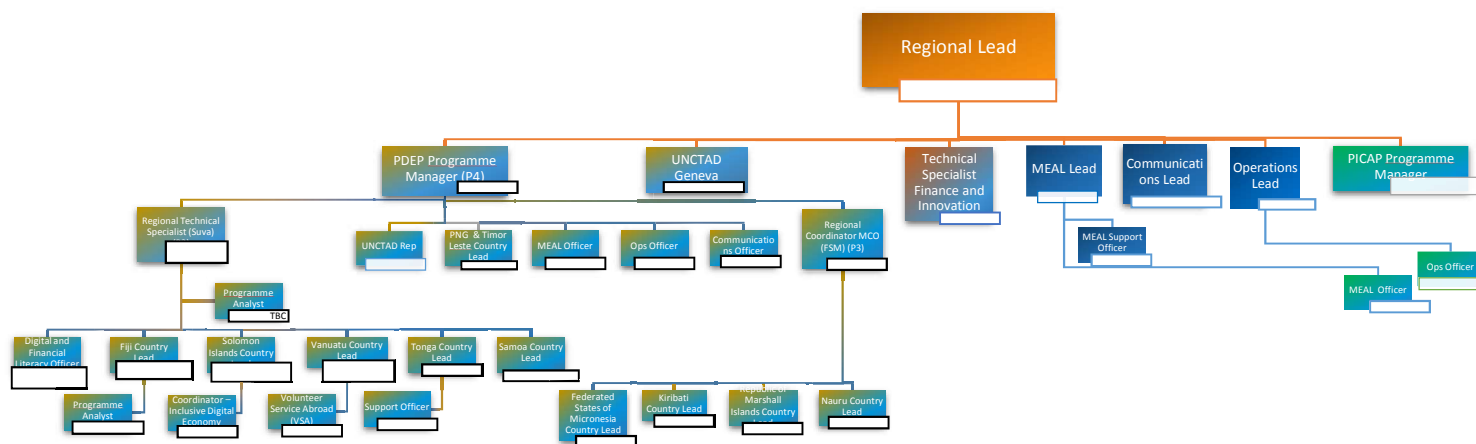 Regional Lead
PDEP Programme
Manager (P4)
UNCTAD
Geneva
Technical
Specialist
Finance and
Innovation
MEAL Lead
Communicati
ons Lead
Operations
Lead
PICAP Programme
Manager
Regional Technical
Specialist (Suva)
UNCTAD Rep
PNG & Timor
Leste Country
Lead
MEAL Officer
Ops Officer
Communicatio
ns Officer
Regional
Coordinator MCO
(FSM) (P3)
MEAL Support
Officer
MEAL Officer
Ops Officer
Programme
Analyst
TBC
Digital and
Financial
Literacy Officer
Fiji Country
Lead
Solomon
Islands Country
Vanuatu Country
Lead
Tonga Country
Lead
Samoa Country
Lead
Programme
Analyst
Coordinator –
Inclusive Digital
Economy
Volunteer
Service Abroad
(VSA)
Support Officer
Federated
States of
Micronesia
Country Lead
Kiribati
Country Lead
Republic of
Marshall
Islands Country
Nauru Country
Lead